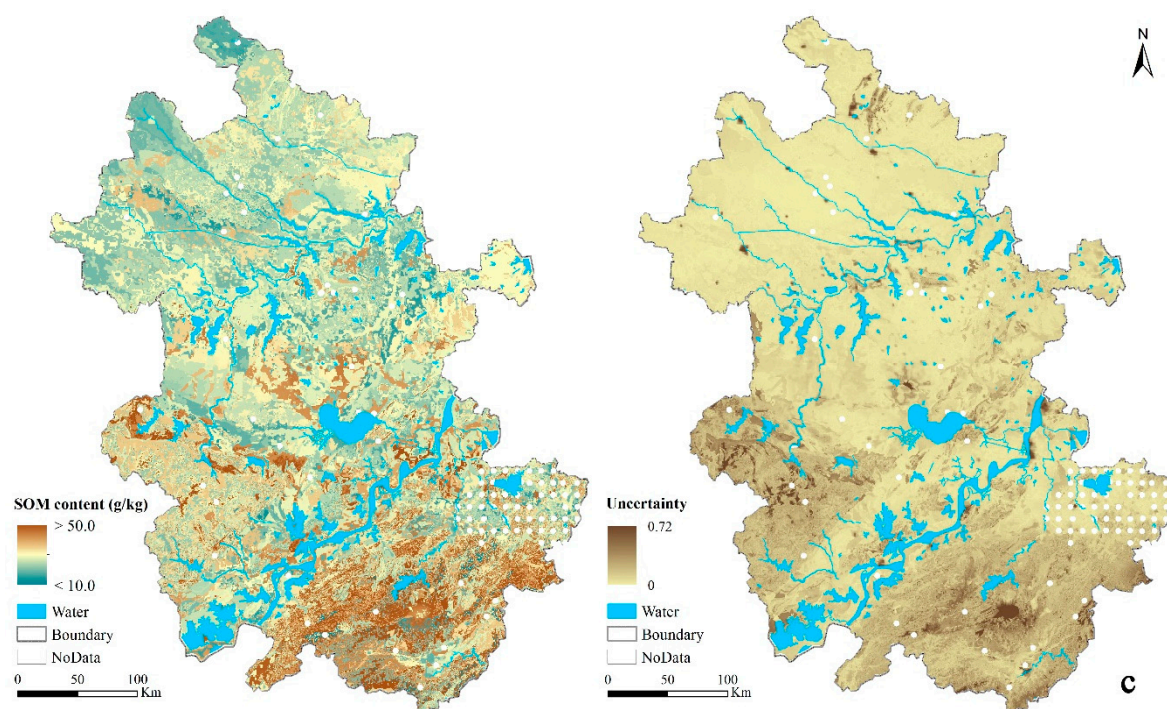 N
SOM content (g/kg)
> 50.0
< 10.0
Water
Boundary
NoData
0 50 100
Km
Uncertainty
0.72
0
Water
Boundary
NoData
0 50 100
Km
c